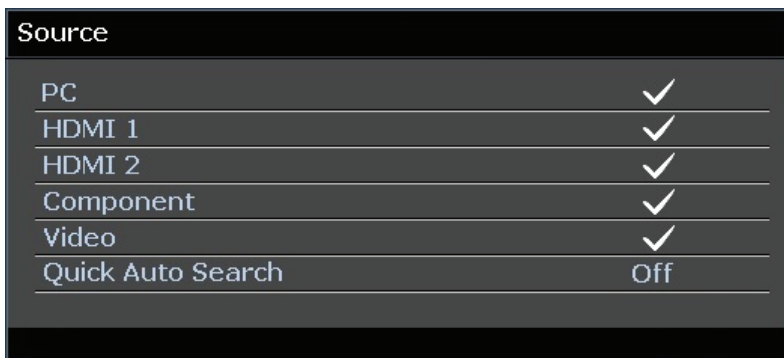 Source
PC
HDMI 1
HDMI 2
Component
Video
Quick Auto Search Off